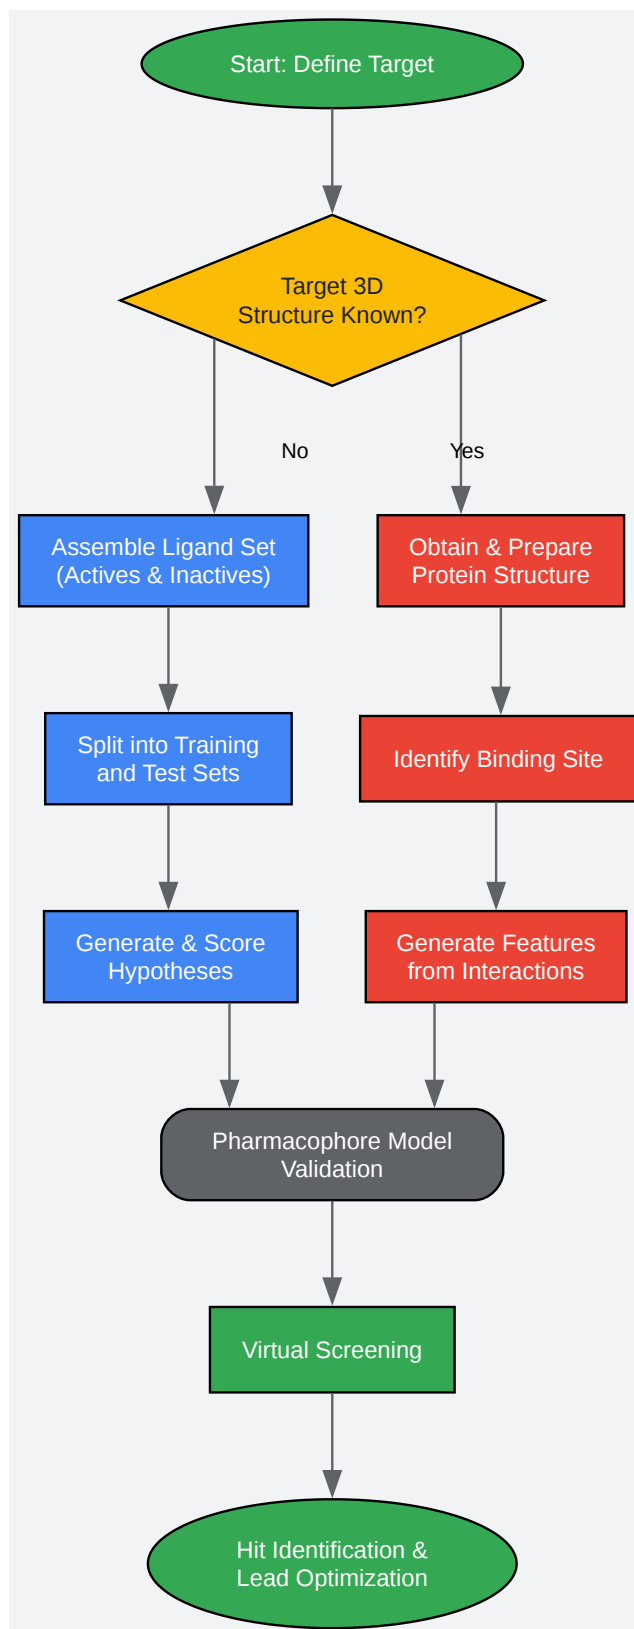 Start: Define Target
Target 3D
Structure Known?
No
Yes
Assemble Ligand Set
(Actives & Inactives)
Obtain & Prepare
Protein Structure
Split into Training
and Test Sets
Identify Binding Site
Generate & Score
Hypotheses
Generate Features
from Interactions
Pharmacophore Model
Validation
Virtual Screening
Hit Identification &
Lead Optimization